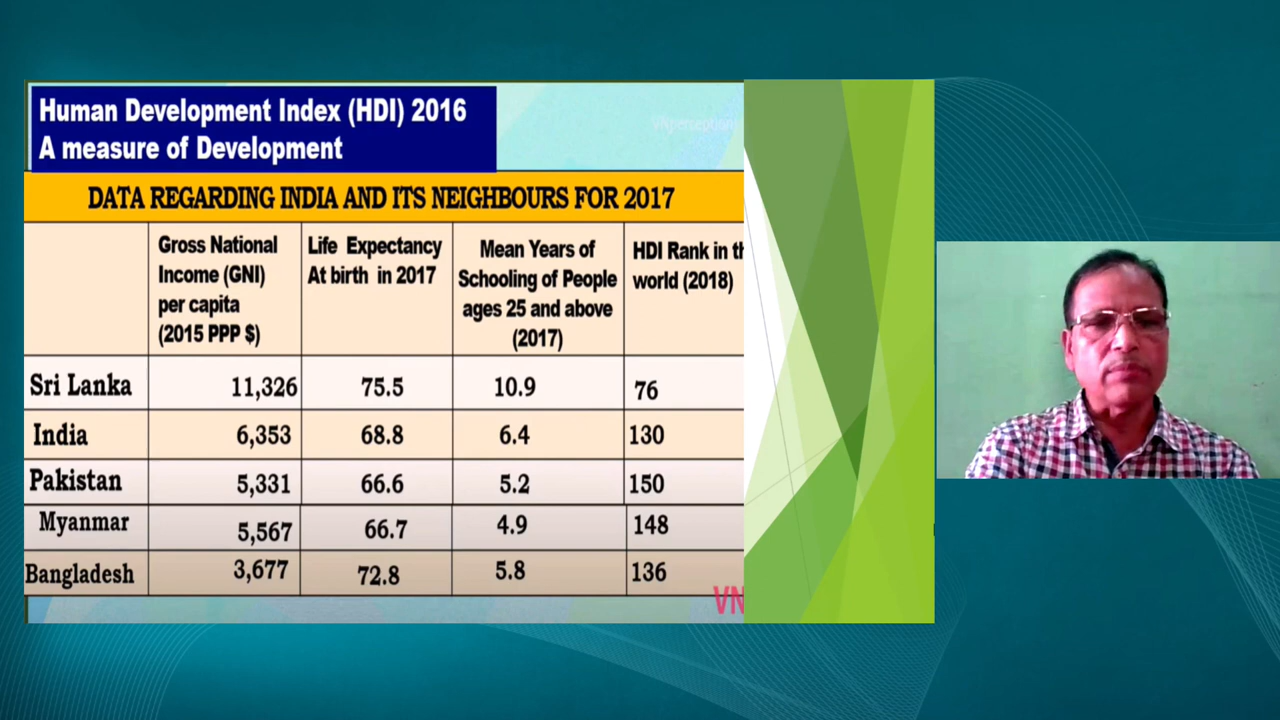 Human Development Index (HDI) 2016
A measure of Development
VNperception
DATA REGARDING INDIA AND ITS NEIGHBOURS FOR 2017
Gross National
Income (GNI)
per capita
(2015 PPP $)
Life Expectancy
At birth in 2017
Mean Years of
Schooling of People
ages 25 and above
(2017)
HDI Rank in th
world (2018)
Sri Lanka 11,326 75.5 10.9 76
India 6,353 68.8 6.4 130
Pakistan 5,331 66.6 5.2 150
Myanmar 5,567 66.7 4.9 148
Bangladesh 3,677 72.8 5.8 136
VN